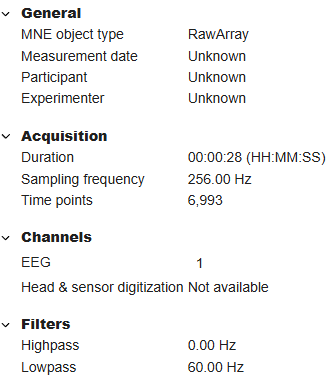 General
MNE object type RawArray
Measurement date Unknown
Participant Unknown
Experimenter Unknown
Acquisition
Duration 00:00:28 (HH:MM:SS)
Sampling frequency 256.00 Hz
Time points 6,993
Channels
EEG 1
Head & sensor digitization Not available
Filters
Highpass 0.00 Hz
Lowpass 60.00 Hz